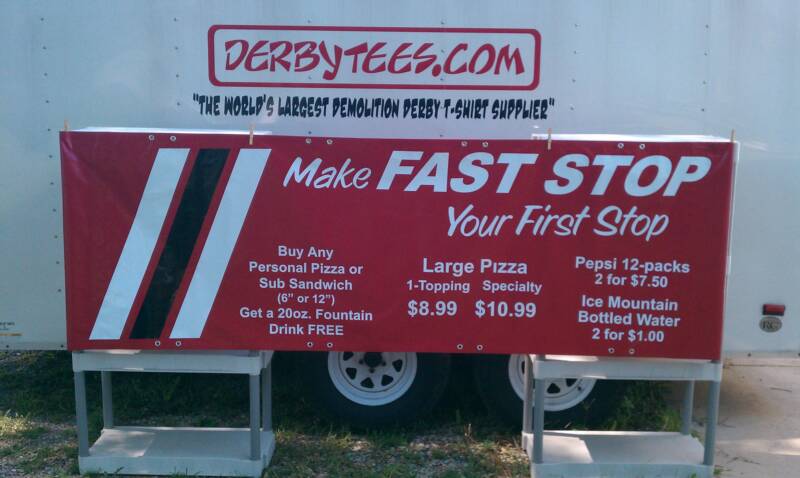 DERBYTEES.COM
"THE WORLD'S LARGEST DEMOLITION DERBY T-SHIRT SUPPLIER"
Make FAST STOP
Your First Stop
Buy Any
Personal Pizza or
Sub Sandwich
(6" or 12")
Get a 20oz. Fountain
Drink FREE
Large Pizza
1-Topping Specialty
$8.99 $10.99
Pepsi 12-packs
2 for $7.50
Ice Mountain
Bottled Water
2 for $1.00